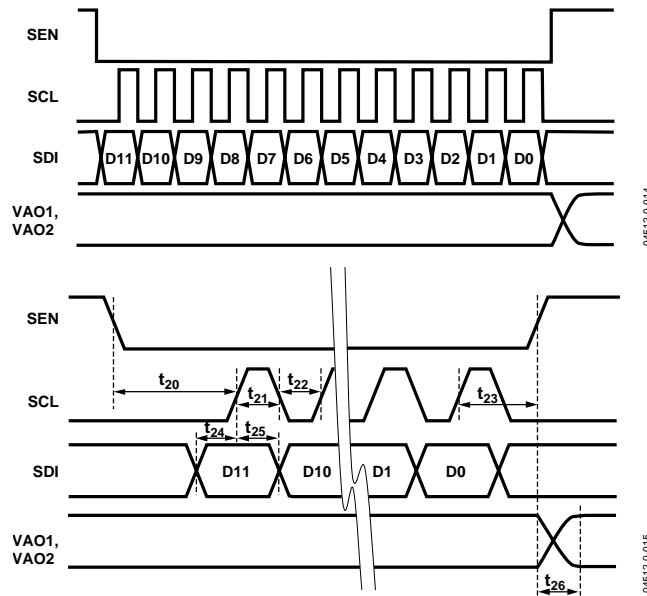 SEN
SCL
SDI D11 D10 D9 D8 D7 D6 D5 D4 D3 D2 D1 D0
VAO1,
VAO2
04512-0-014
SEN
t20
SCL t21 t22 t23
t24 t25
SDI D11 D10 D1 D0
VAO1,
VAO2
t26
04512-0-015